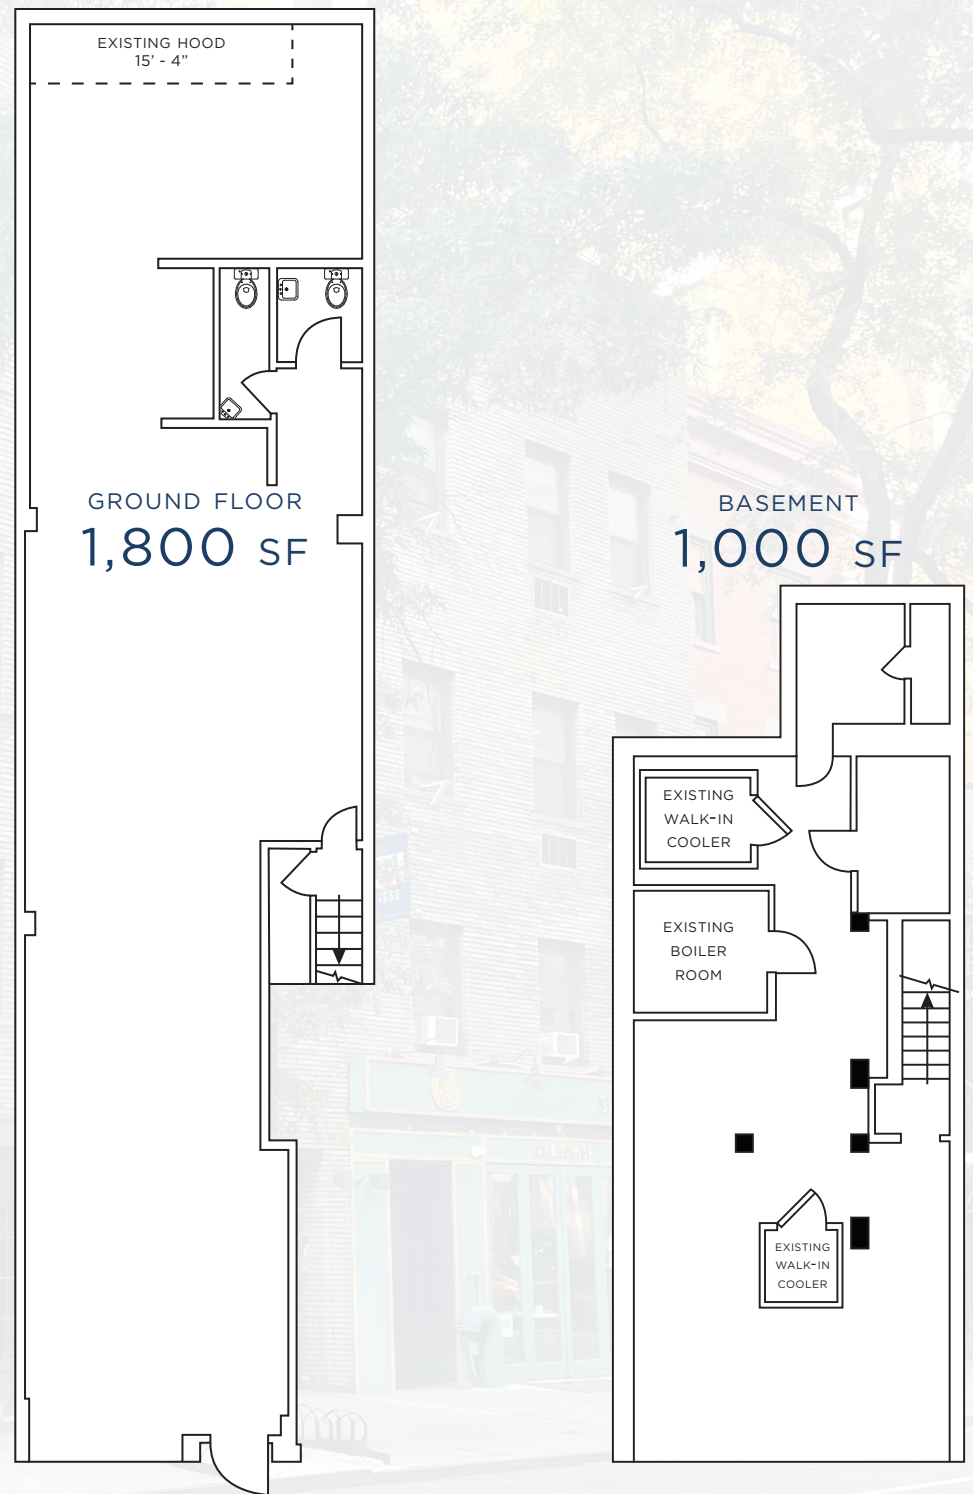 EXISTING HOOD
15' - 4”
GROUND FLOOR
1,800 SF
BASEMENT
1,000 SF
EXISTING
WALK-IN
COOLER
EXISTING
BOILER
ROOM
EXISTING
WALK-IN
COOLER